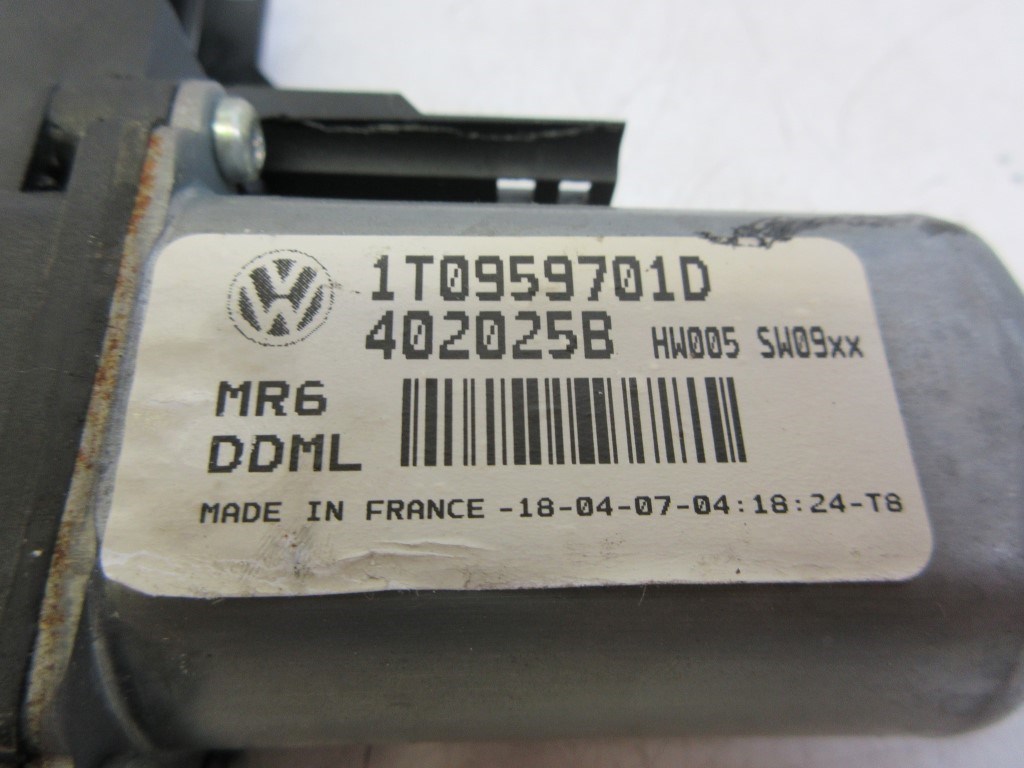 1T0959701D
402025B HW005 SW09xx
MR6
DDML
MADE IN FRANCE -18-04-07-04:18:24-T8